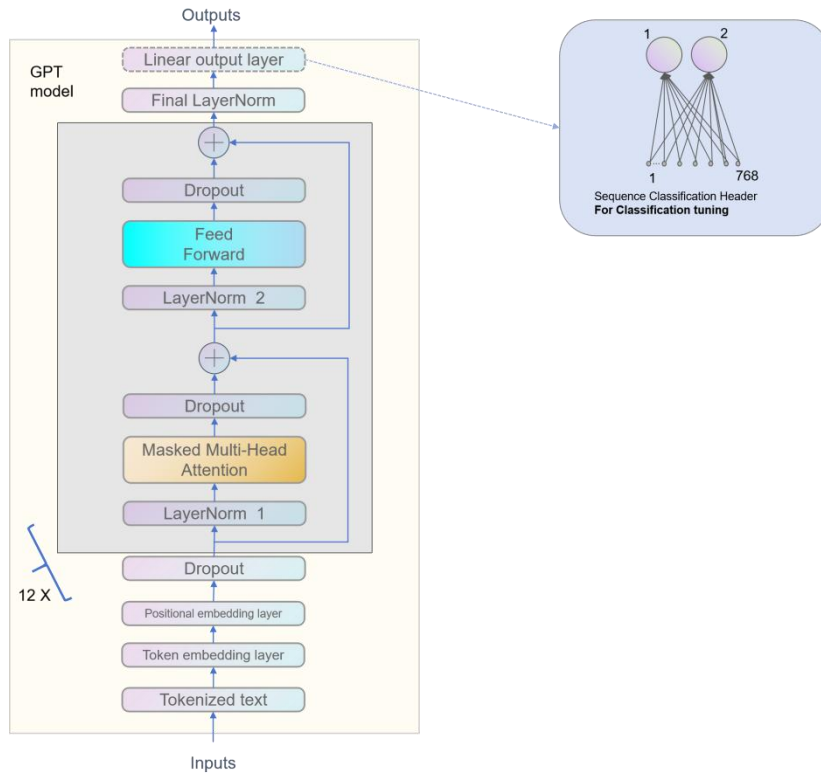 Outputs
GPT
model
Linear output layer
Final LayerNorm
Dropout
Feed
Forward
LayerNorm 2
Dropout
Masked Multi-Head
Attention
LayerNorm 1
12 X
Dropout
Positional embedding layer
Token embedding layer
Tokenized text
Inputs
1 2
1 768
Sequence Classification Header
For Classification tuning